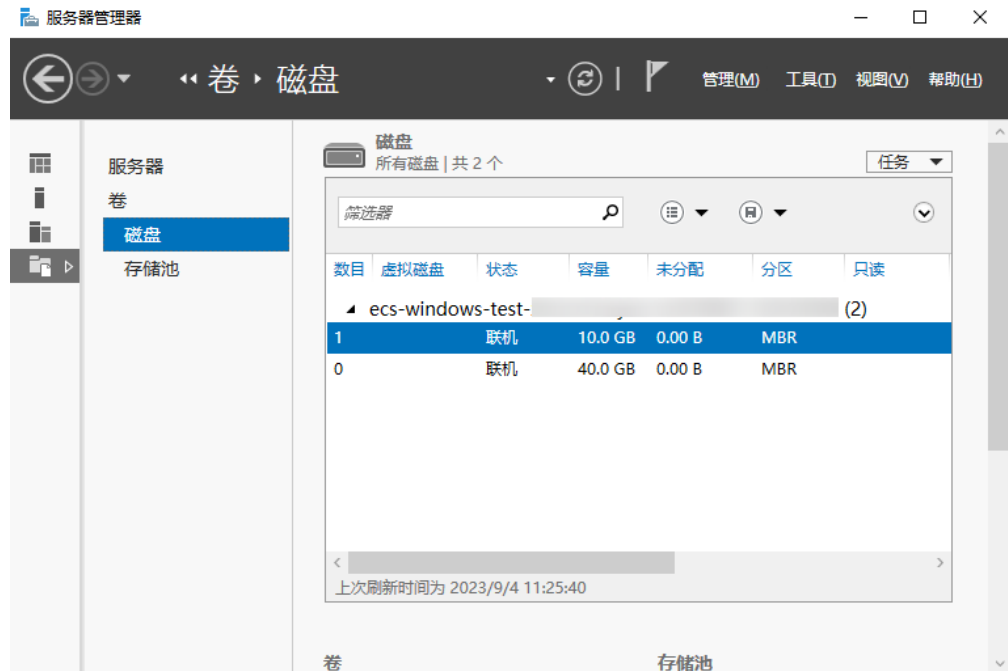 服务器管理器
卷 磁盘
管理(M) 工具(T) 视图(V) 帮助(H)
服务器
卷
磁盘
存储池
磁盘
所有磁盘 | 共 2 个
任务
筛选器
数目 虚拟磁盘 状态 容量 未分配 分区 只读
ecs-windows-test- (2)
1 联机 10.0 GB 0.00 B MBR
0 联机 40.0 GB 0.00 B MBR
上次刷新时间为 2023/9/4 11:25:40
卷 存储池